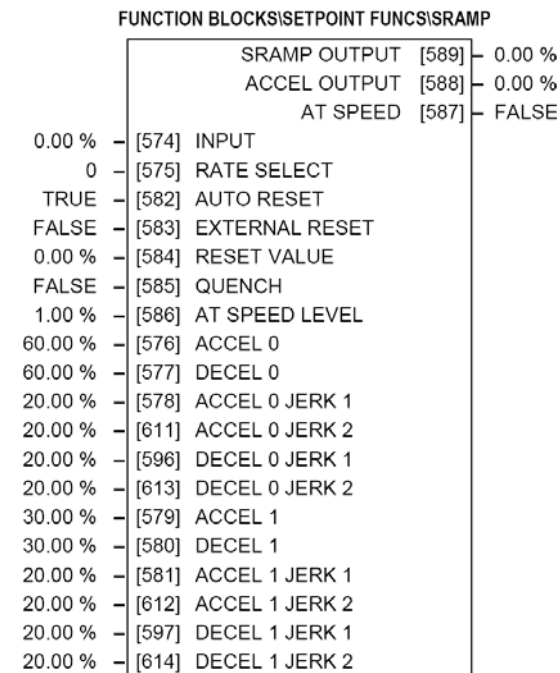 FUNCTION BLOCKS\SETPOINT FUNCS\SRAMP
SRAMP OUTPUT [589] – 0.00 %
ACCEL OUTPUT [588] – 0.00 %
AT SPEED [587] – FALSE
0.00 % – [574] INPUT
0 – [575] RATE SELECT
TRUE – [582] AUTO RESET
FALSE – [583] EXTERNAL RESET
0.00 % – [584] RESET VALUE
FALSE – [585] QUENCH
1.00 % – [586] AT SPEED LEVEL
60.00 % – [576] ACCEL 0
60.00 % – [577] DECEL 0
20.00 % – [578] ACCEL 0 JERK 1
20.00 % – [611] ACCEL 0 JERK 2
20.00 % – [596] DECEL 0 JERK 1
20.00 % – [613] DECEL 0 JERK 2
30.00 % – [579] ACCEL 1
30.00 % – [580] DECEL 1
20.00 % – [581] ACCEL 1 JERK 1
20.00 % – [612] ACCEL 1 JERK 2
20.00 % – [597] DECEL 1 JERK 1
20.00 % – [614] DECEL 1 JERK 2